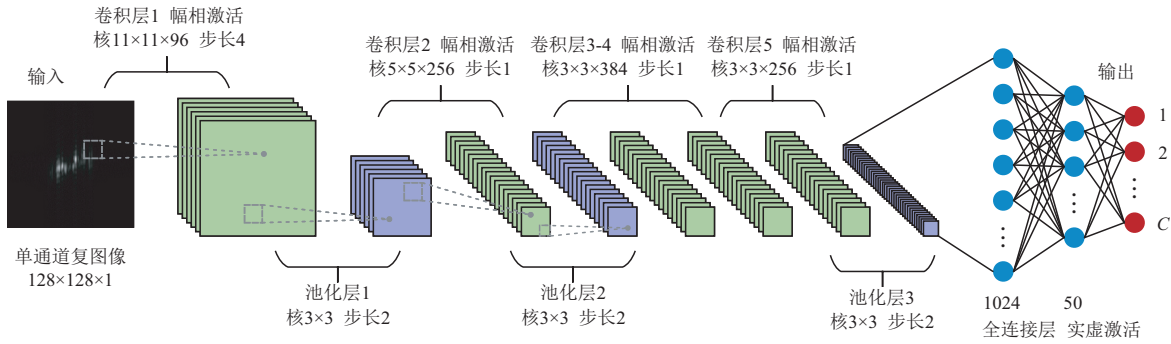 卷积层1 幅相激活
核11×11×96 步长4
卷积层2 幅相激活
核5×5×256 步长1
卷积层3-4 幅相激活
核3×3×384 步长1
卷积层5 幅相激活
核3×3×256 步长1
输入
输出
1
2
C
单通道复图像
128×128×1
池化层1
核3×3 步长2
池化层2
核3×3 步长2
池化层3
核3×3 步长2
1024 50
全连接层 实虚激活